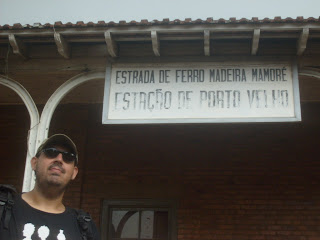 ESTRADA DE FERRO MADEIRA MAMORÉ
ESTAÇÃO DE PORTO VELHO